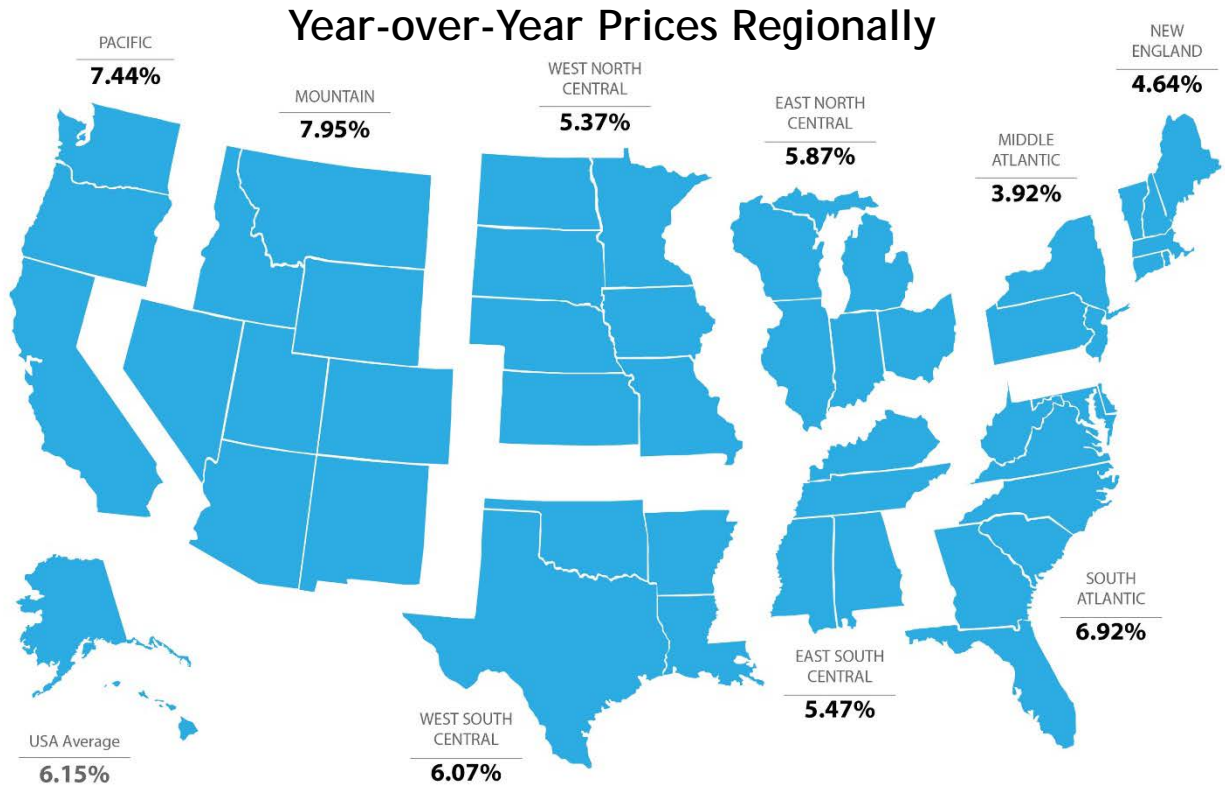 Year-over-Year Prices Regionally
PACIFIC
7.44%
MOUNTAIN
7.95%
WEST NORTH
CENTRAL
5.37%
EAST NORTH
CENTRAL
5.87%
NEW
ENGLAND
4.64%
MIDDLE
ATLANTIC
3.92%
SOUTH
ATLANTIC
6.92%
EAST SOUTH
CENTRAL
5.47%
WEST SOUTH
CENTRAL
6.07%
USA Average
6.15%